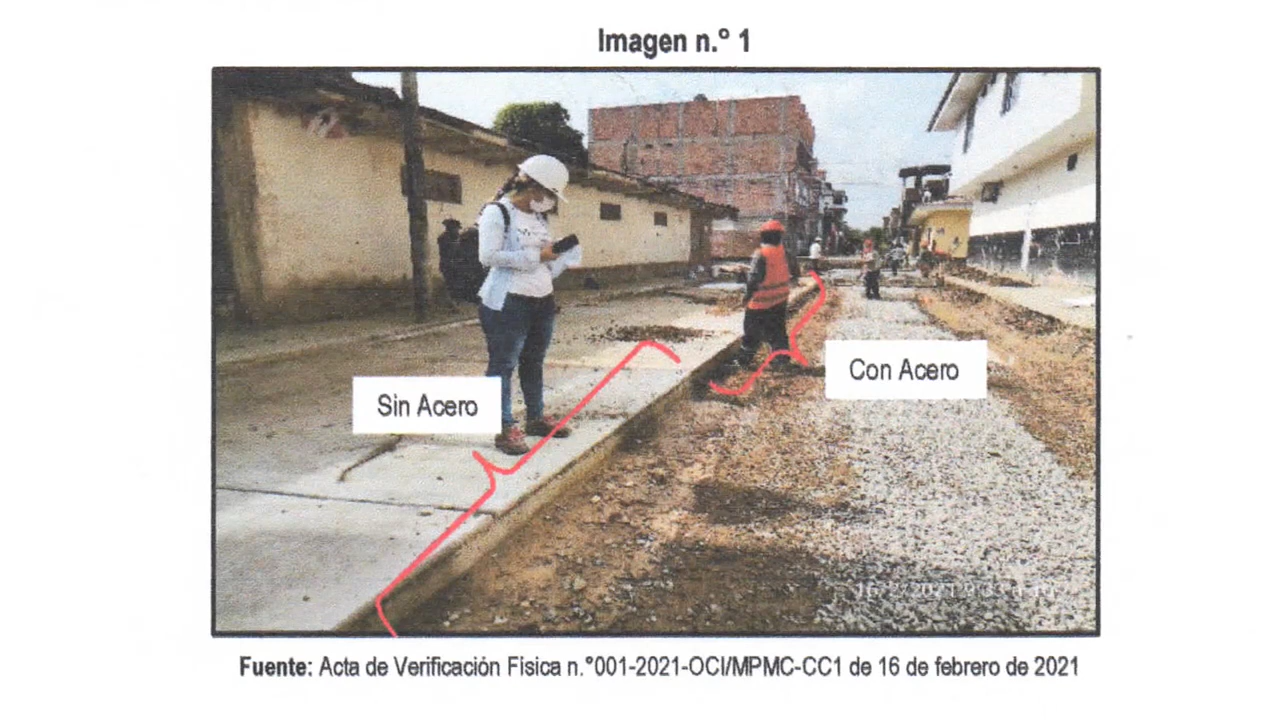 Imagen n.° 1
Sin Acero
Con Acero
Fuente: Acta de Verificación Física n.°001-2021-OCI/MPMC-CC1 de 16 de febrero de 2021